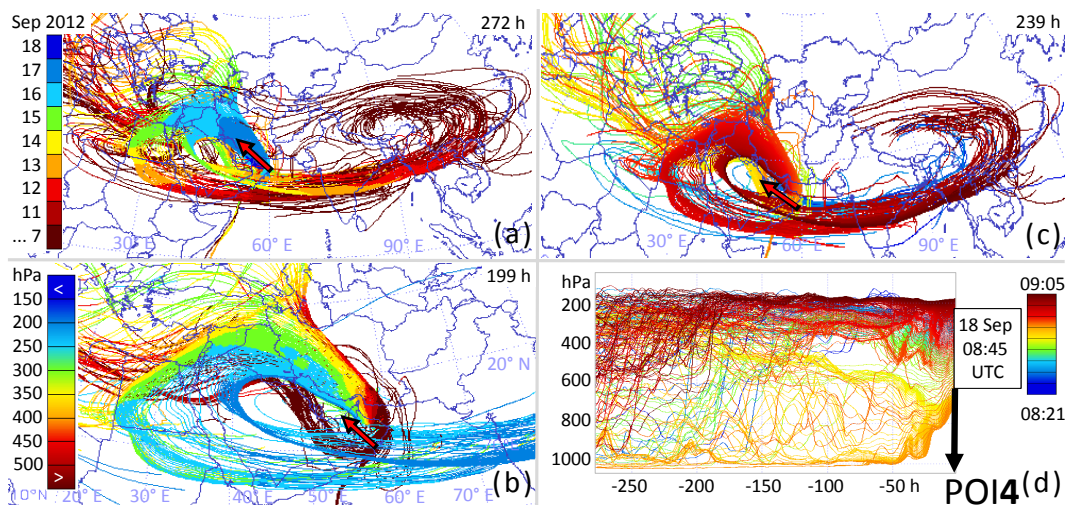 Sep 2012
272 h
18
17
16
15
14
13
12
11
... 7
30° E
60° E
90° E
(a)
239 h
30° E
60° E
90° E
(c)
hPa
150
200
250
300
350
400
450
500
<
>
199 h
20° N
10°N
20° E
30° E
40° E
50° E
60° E
70° E
(b)
hPa
200
400
600
800
1000
-250
-200
-150
-100
-50 h
09:05
08:21
18 Sep
08:45
UTC
POI4
(d)